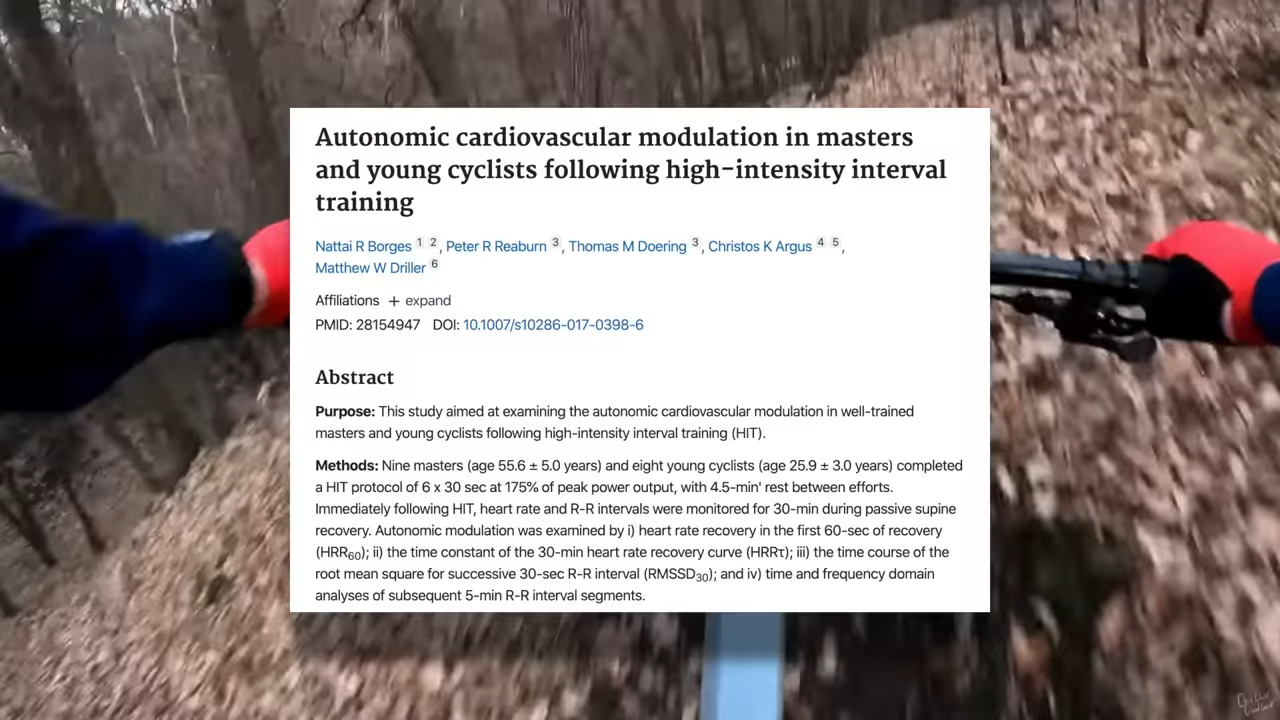 Autonomic cardiovascular modulation in masters
and young cyclists following high-intensity interval
training
Nattai R Borges 1 2, Peter R Reaburn 3, Thomas M Doering 3, Christos K Argus 4 5,
Matthew W Driller 6
Affiliations + expand
PMID: 28154947 DOI: 10.1007/s10286-017-0398-6
Abstract
Purpose: This study aimed at examining the autonomic cardiovascular modulation in well-trained
masters and young cyclists following high-intensity interval training (HIT).
Methods: Nine masters (age 55.6 ± 5.0 years) and eight young cyclists (age 25.9 ± 3.0 years) completed
a HIT protocol of 6 x 30 sec at 175% of peak power output, with 4.5-min' rest between efforts.
Immediately following HIT, heart rate and R-R intervals were monitored for 30-min during passive supine
recovery. Autonomic modulation was examined by i) heart rate recovery in the first 60-sec of recovery
(HRR60); ii) the time constant of the 30-min heart rate recovery curve (HRRτ); iii) the time course of the
root mean square for successive 30-sec R-R interval (RMSSD30); and iv) time and frequency domain
analyses of subsequent 5-min R-R interval segments.